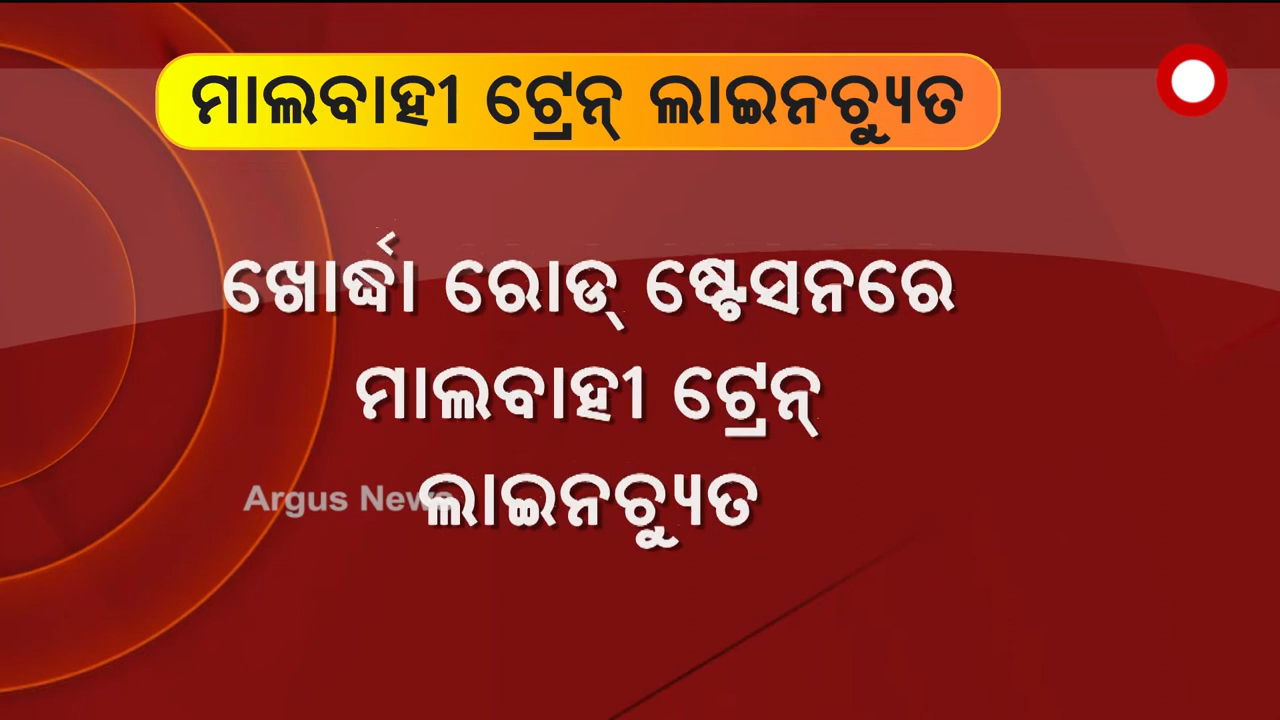 ମାଲବାହୀ ଟ୍ରେନ୍ ଲାଇନଚ୍ୟୁତ
ଖୋର୍ଦ୍ଧା ରୋଡ୍ ଷ୍ଟେସନରେ
ମାଲବାହୀ ଟ୍ରେନ୍
ଲାଇନଚ୍ୟୁତ
Argus News